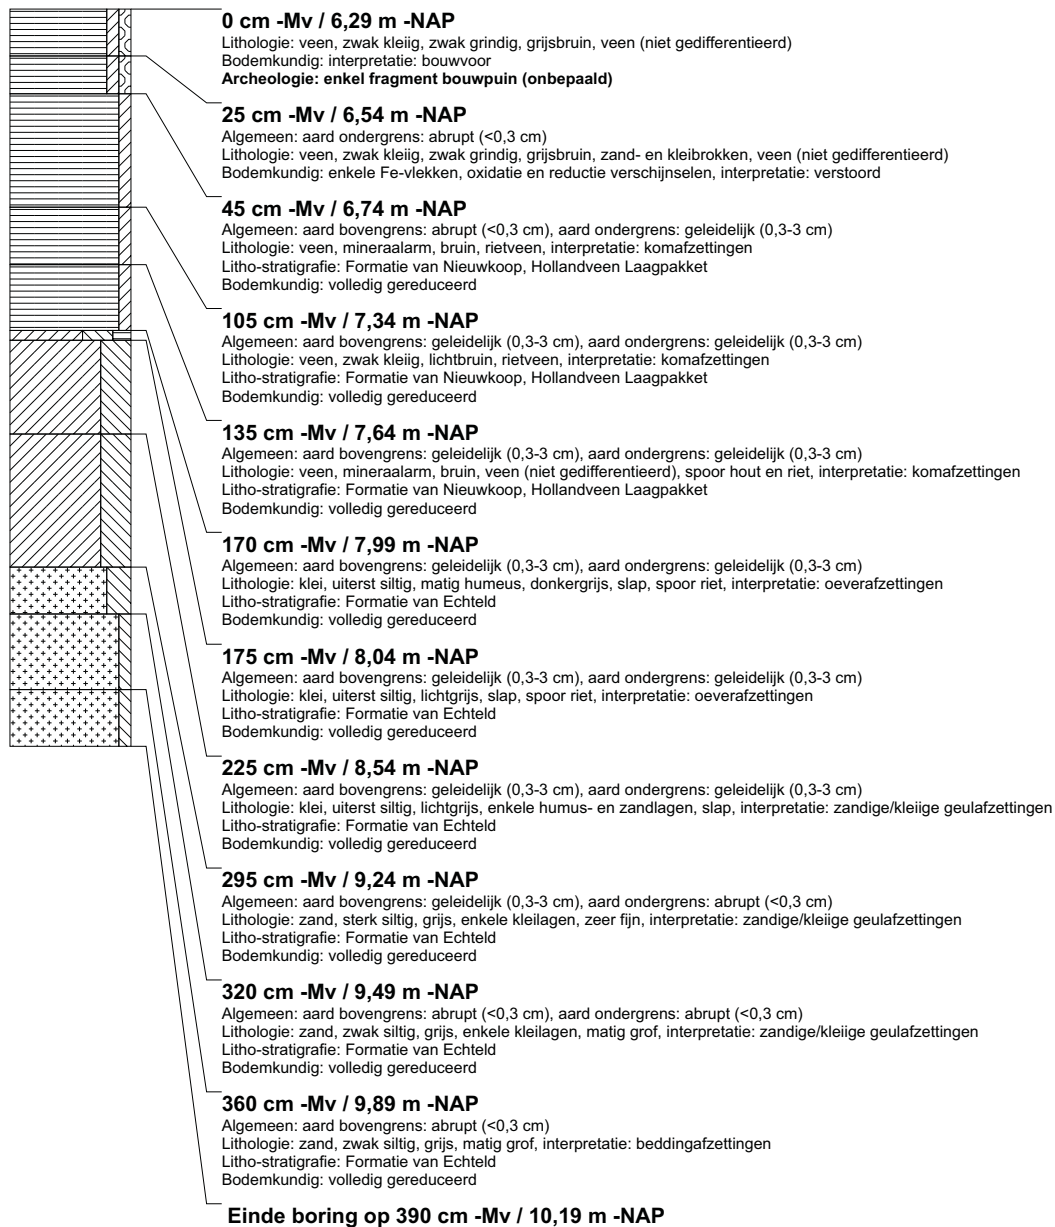 0 cm -Mv / 6,29 m -NAP
Lithologie: veen, zwak kleiig, zwak grindig, grijsbruin, veen (niet gedifferentieerd)
Bodemkundig: interpretatie: bouwvoor
Archeologie: enkel fragment bouwpuin (onbepaald)
25 cm -Mv / 6,54 m -NAP
Algemeen: aard ondergrens: abrupt (<0,3 cm)
Lithologie: veen, zwak kleiig, zwak grindig, grijsbruin, zand- en kleibrokken, veen (niet gedifferentieerd)
Bodemkundig: enkele Fe-vlekken, oxidatie en reductie verschijnselen, interpretatie: verstoord
45 cm -Mv / 6,74 m -NAP
Algemeen: aard bovengrens: abrupt (<0,3 cm), aard ondergrens: geleidelijk (0,3-3 cm)
Lithologie: veen, mineraalarm, bruin, rietveen, interpretatie: komafzettingen
Litho-stratigrafie: Formatie van Nieuwkoop, Hollandveen Laagpakket
Bodemkundig: volledig gereduceerd
105 cm -Mv / 7,34 m -NAP
Algemeen: aard bovengrens: geleidelijk (0,3-3 cm), aard ondergrens: geleidelijk (0,3-3 cm)
Lithologie: veen, zwak kleiig, lichtbruin, rietveen, interpretatie: komafzettingen
Litho-stratigrafie: Formatie van Nieuwkoop, Hollandveen Laagpakket
Bodemkundig: volledig gereduceerd
135 cm -Mv / 7,64 m -NAP
Algemeen: aard bovengrens: geleidelijk (0,3-3 cm), aard ondergrens: geleidelijk (0,3-3 cm)
Lithologie: veen, mineraalarm, bruin, veen (niet gedifferentieerd), spoor hout en riet, interpretatie: komafzettingen
Litho-stratigrafie: Formatie van Nieuwkoop, Hollandveen Laagpakket
Bodemkundig: volledig gereduceerd
170 cm -Mv / 7,99 m -NAP
Algemeen: aard bovengrens: geleidelijk (0,3-3 cm), aard ondergrens: geleidelijk (0,3-3 cm)
Lithologie: klei, uiterst siltig, matig humeus, donkergrijs, slap, spoor riet, interpretatie: oeverafzettingen
Litho-stratigrafie: Formatie van Echteld
Bodemkundig: volledig gereduceerd
175 cm -Mv / 8,04 m -NAP
Algemeen: aard bovengrens: geleidelijk (0,3-3 cm), aard ondergrens: geleidelijk (0,3-3 cm)
Lithologie: klei, uiterst siltig, lichtgrijs, slap, spoor riet, interpretatie: oeverafzettingen
Litho-stratigrafie: Formatie van Echteld
Bodemkundig: volledig gereduceerd
225 cm -Mv / 8,54 m -NAP
Algemeen: aard bovengrens: geleidelijk (0,3-3 cm), aard ondergrens: geleidelijk (0,3-3 cm)
Lithologie: klei, uiterst siltig, lichtgrijs, enkele humus- en zandlagen, slap, interpretatie: zandige/kleiige geulafzettingen
Litho-stratigrafie: Formatie van Echteld
Bodemkundig: volledig gereduceerd
295 cm -Mv / 9,24 m -NAP
Algemeen: aard bovengrens: geleidelijk (0,3-3 cm), aard ondergrens: abrupt (<0,3 cm)
Lithologie: zand, sterk siltig, grijs, enkele kleilagen, zeer fijn, interpretatie: zandige/kleiige geulafzettingen
Litho-stratigrafie: Formatie van Echteld
Bodemkundig: volledig gereduceerd
320 cm -Mv / 9,49 m -NAP
Algemeen: aard bovengrens: abrupt (<0,3 cm), aard ondergrens: abrupt (<0,3 cm)
Lithologie: zand, zwak siltig, grijs, enkele kleilagen, matig grof, interpretatie: zandige/kleiige geulafzettingen
Litho-stratigrafie: Formatie van Echteld
Bodemkundig: volledig gereduceerd
360 cm -Mv / 9,89 m -NAP
Algemeen: aard bovengrens: abrupt (<0,3 cm)
Lithologie: zand, zwak siltig, grijs, matig grof, interpretatie: beddingafzettingen
Litho-stratigrafie: Formatie van Echteld
Bodemkundig: volledig gereduceerd
Einde boring op 390 cm -Mv / 10,19 m -NAP